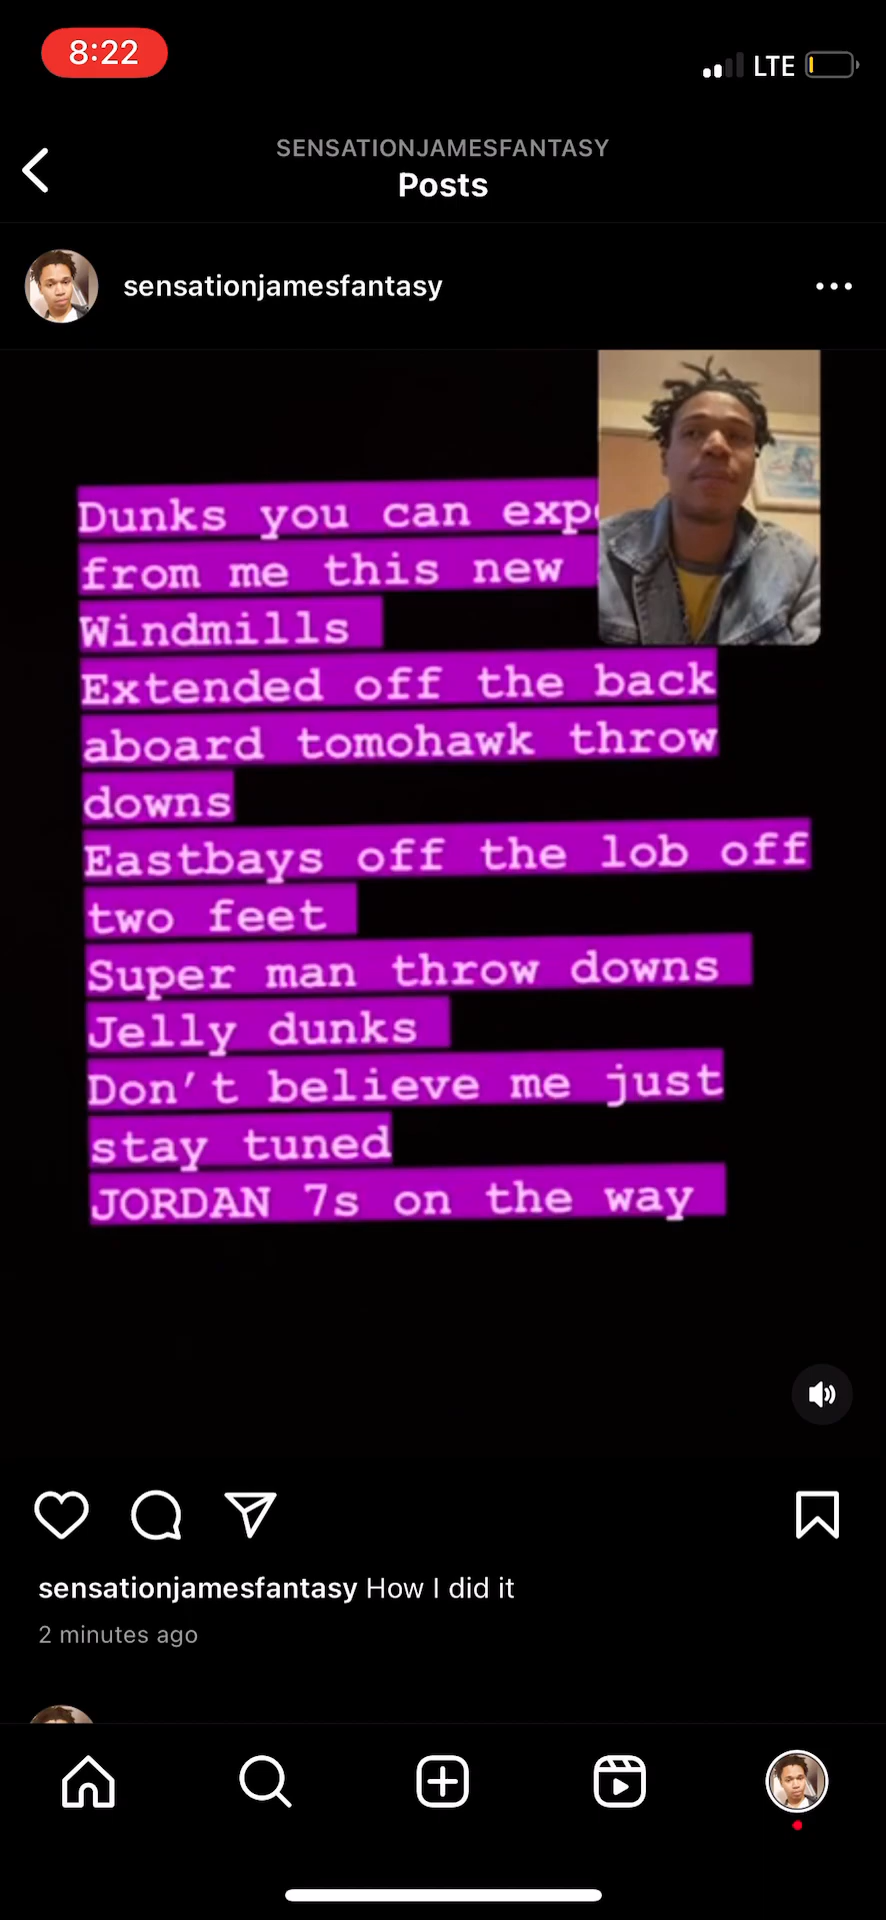 8:22
LTE
SENSATIONJAMESFANTASY
Posts
sensationjamesfantasy
Dunks you can
from me this new
Windmills
Extended off the back
aboard tomohawk throw
downs
Eastbays off the lob off
two feet
Super man throw downs
Jelly dunks
Don't believe me just
stay tuned
JORDAN 7s on the way
sensationjamesfantasy How I did it
2 minutes ago